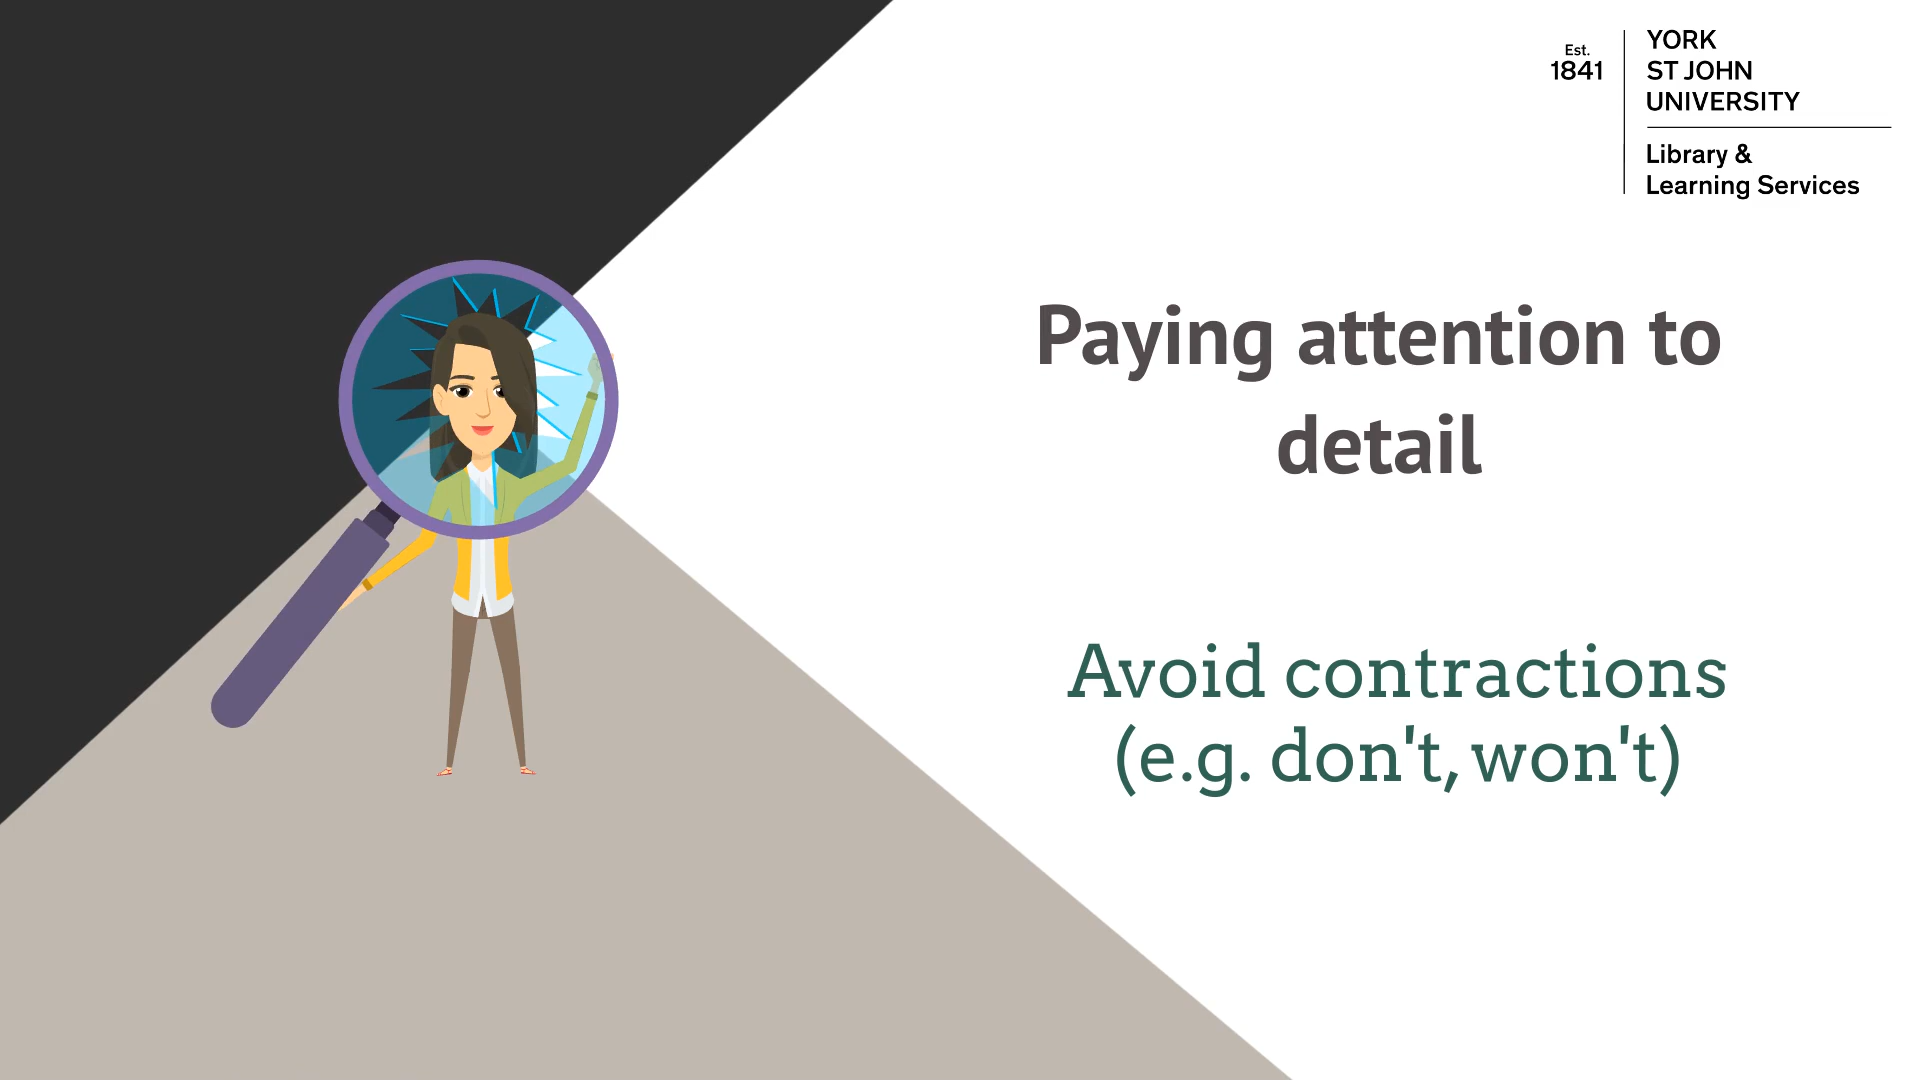 Est.
1841
YORK
ST JOHN
UNIVERSITY
Library &
Learning Services
Paying attention to
detail
Avoid contractions
(e.g. don't, won't)